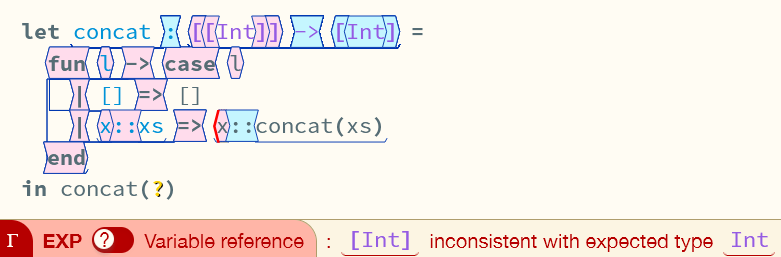 let concat : [[Int]] -> [Int] =
fun l -> case l
| [] => []
| x::xs => x::concat(xs)
end
in concat(?)
Γ EXP ? Variable reference : [Int] inconsistent with expected type Int